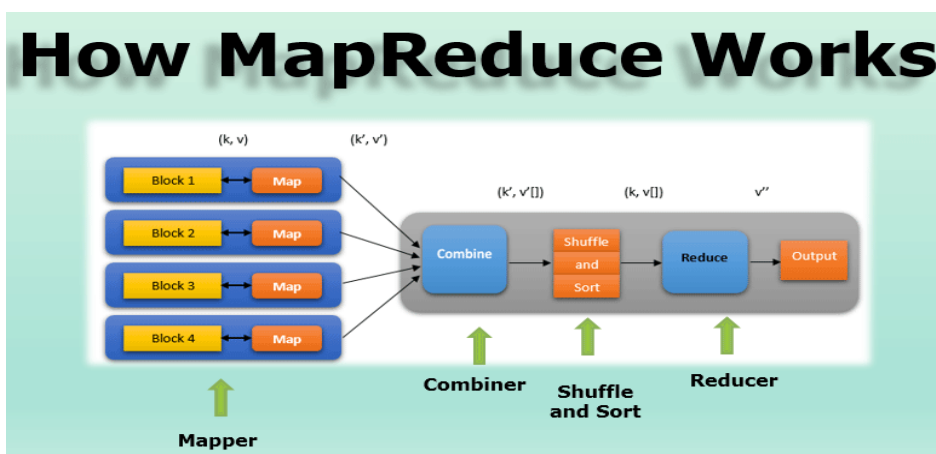 How MapReduce Works
(k, v)
(k’, v’)
Block 1
Map
Block 2
Map
Block 3
Map
Block 4
Map
(k’, v’[])
(k, v[])
v’’
Combine
Shuffle
and
Sort
Reduce
Output
Mapper
Combiner
Shuffle
and Sort
Reducer